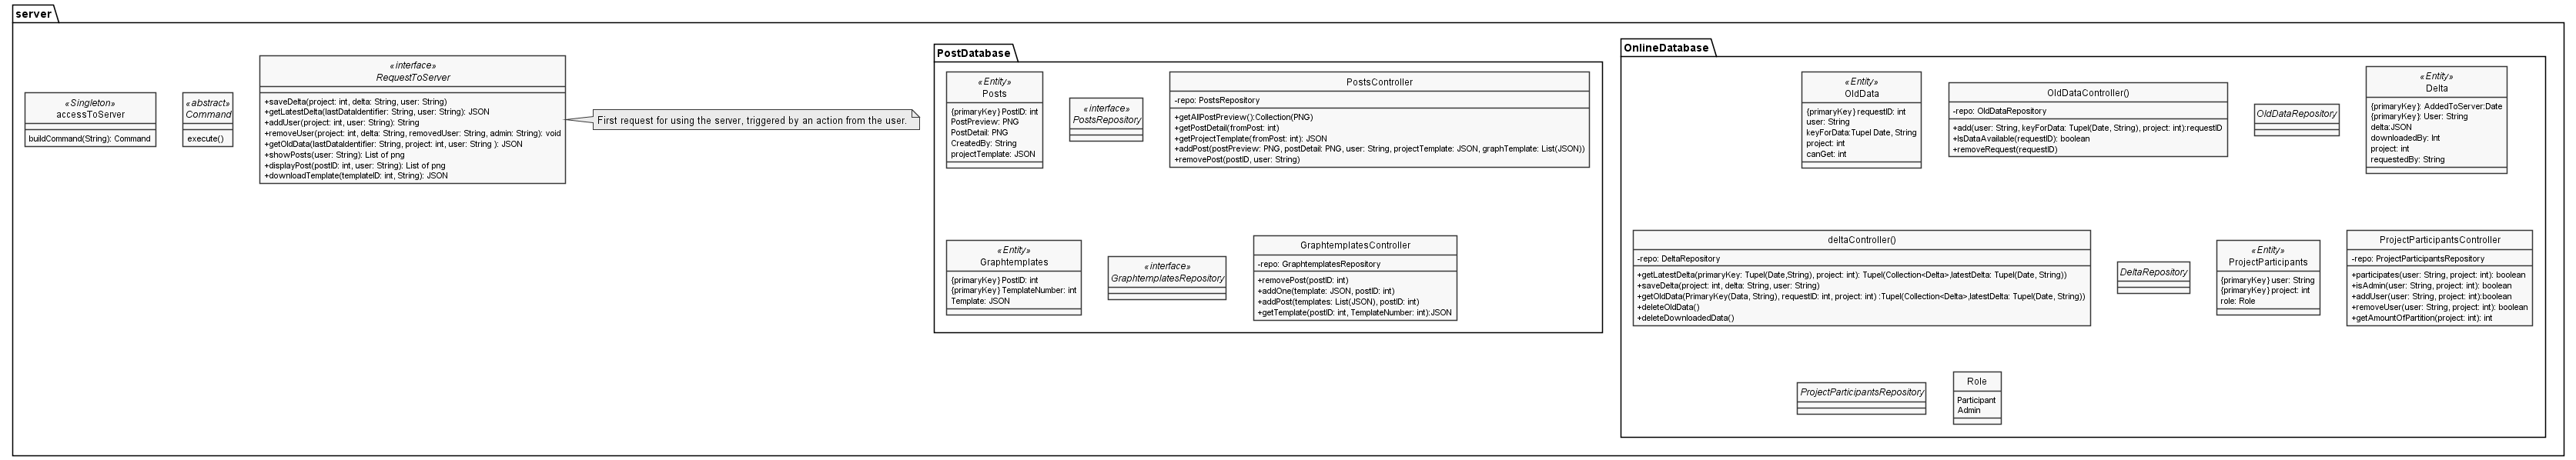 server
«Singleton»
accessToServer
buildCommand(String): Command
«abstract»
Command
execute()
«interface»
RequestToServer
+saveDelta(project: int, delta: String, user: String)
+getLatestDelta(lastDataIdentifier: String, user: String): JSON
+addUser(project: int, user: String): String
+removeUser(project: int, delta: String, removedUser: String, admin: String): void
+getOldData(lastDataIdentifier: String, project: int, user: String ): JSON
+showPosts(user: String): List of png
+displayPost(postID: int, user: String): List of png
+downloadTemplate(templateID: int, String): JSON
First request for using the server, triggered by an action from the user.
PostDatabase
«Entity»
Posts
{primaryKey} PostID: int
PostPreview: PNG
PostDetail: PNG
CreatedBy: String
projectTemplate: JSON
«interface»
PostsRepository
PostsController
-repo: PostsRepository
+getAllPostPreview():Collection(PNG)
+getPostDetail(fromPost: int)
+getProjectTemplate(fromPost: int): JSON
+addPost(postPreview: PNG, postDetail: PNG, user: String, projectTemplate: JSON, graphTemplate: List(JSON))
+removePost(postID, user: String)
«Entity»
Graphtemplates
{primaryKey} PostID: int
{primaryKey} TemplateNumber: int
Template: JSON
«interface»
GraphtemplatesRepository
GraphtemplatesController
-repo: GraphtemplatesRepository
+removePost(postID: int)
+addOne(template: JSON, postID: int)
+addPost(templates: List(JSON), postID: int)
+getTemplate(postID: int, TemplateNumber: int):JSON
OnlineDatabase
«Entity»
OldData
{primaryKey} requestID: int
user: String
keyForData:Tupel Date, String
project: int
canGet: int
OldDataController()
-repo: OldDataRepository
+add(user: String, keyForData: Tupel(Date, String), project: int):requestID
+IsDataAvailable(requestID): boolean
+removeRequest(requestID)
OldDataRepository
«Entity»
Delta
{primaryKey}: AddedToServer:Date
{primaryKey}: User: String
delta:JSON
downloadedBy: Int
project: int
requestedBy: String
deltaController()
-repo: DeltaRepository
+getLatestDelta(primaryKey: Tupel(Date,String), project: int): Tupel(Collection<Delta>,latestDelta: Tupel(Date, String))
+saveDelta(project: int, delta: String, user: String)
+getOldData(PrimaryKey(Data, String), requestID: int, project: int) :Tupel(Collection<Delta>,latestDelta: Tupel(Date, String))
+deleteOldData()
+deleteDownloadedData()
DeltaRepository
«Entity»
ProjectParticipants
{primaryKey} user: String
{primaryKey} project: int
role: Role
ProjectParticipantsController
-repo: ProjectParticipantsRepository
+participates(user: String, project: int): boolean
+isAdmin(user: String, project: int): boolean
+addUser(user: String, project: int):boolean
+removeUser(user: String, project: int): boolean
+getAmountOfPartition(project: int): int
ProjectParticipantsRepository
Role
Participant
Admin